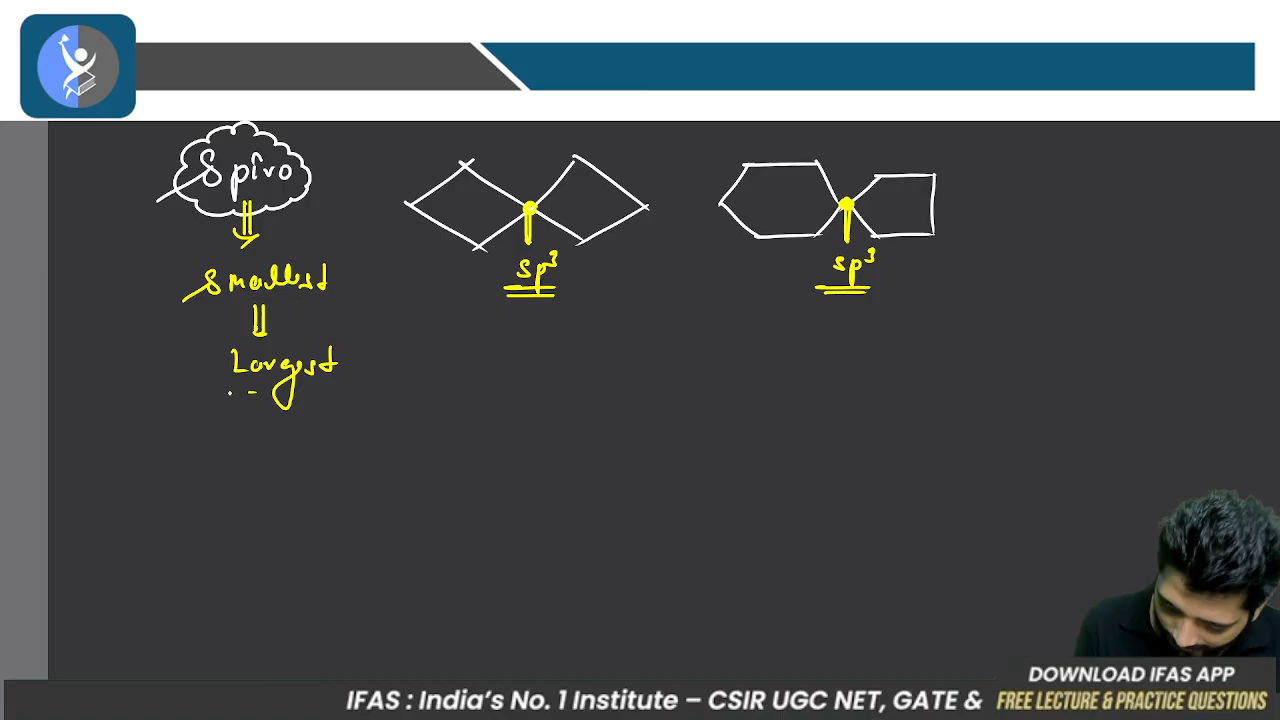 Spiro
Smallest
Largest
sp³
sp³
DOWNLOAD IFAS APP
IFAS : India's No. 1 Institute – CSIR UGC NET, GATE & FREE LECTURE & PRACTICE QUESTIONS